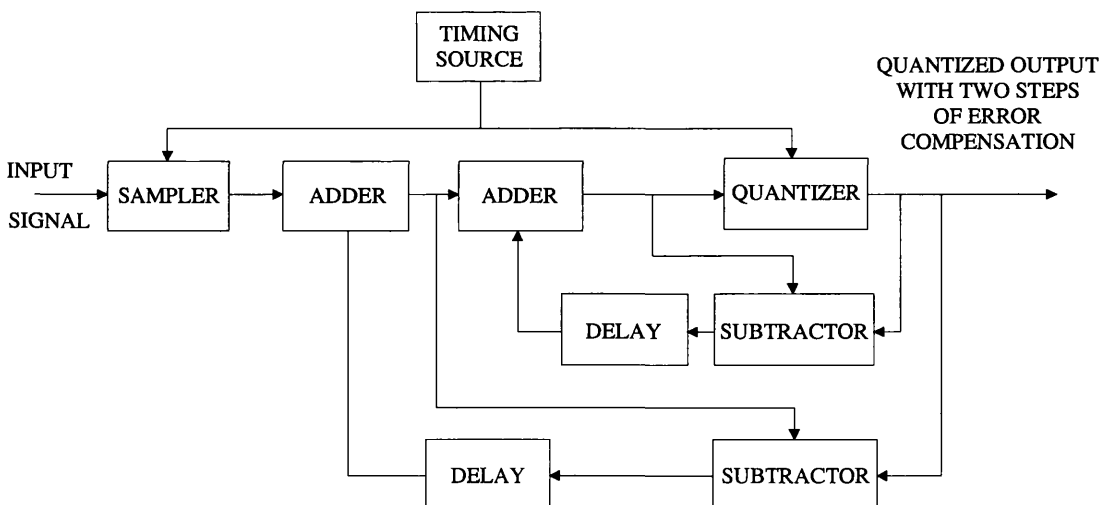 TIMING
SOURCE
QUANTIZED OUTPUT
WITH TWO STEPS
OF ERROR
COMPENSATION
INPUT
SIGNAL
SAMPLER
ADDER
ADDER
QUANTIZER
DELAY
SUBTRACTOR
DELAY
SUBTRACTOR